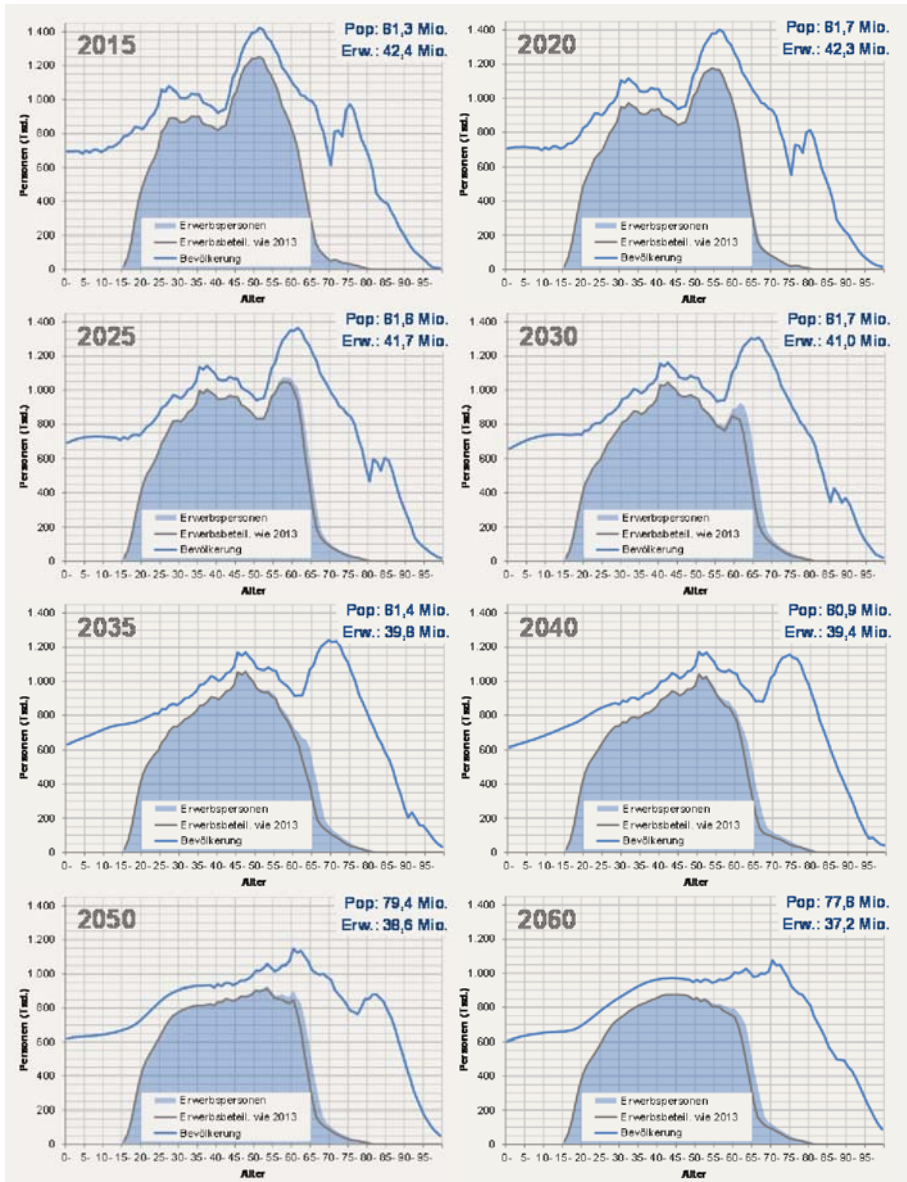 2015
Pop: 81,3 Mio.
Erw.: 42,4 Mio.
Personen (Tsd.)
1.400
1.200
1.000
800
600
400
200
0
Erwerbspersonen
Erwerbsbeteil. wie 2013
Bevölkerung
0- 5- 10- 15- 20- 25- 30- 35- 40- 45- 50- 55- 60- 65- 70- 75- 80- 85- 90- 95-
Alter
2020
Pop: 81,7 Mio.
Erw.: 42,3 Mio.
Personen (Tsd.)
1.400
1.200
1.000
800
600
400
200
0
Erwerbspersonen
Erwerbsbeteil. wie 2013
Bevölkerung
0- 5- 10- 15- 20- 25- 30- 35- 40- 45- 50- 55- 60- 65- 70- 75- 80- 85- 90- 95-
Alter
2025
Pop: 81,8 Mio.
Erw.: 41,7 Mio.
Personen (Tsd.)
1.400
1.200
1.000
800
600
400
200
0
Erwerbspersonen
Erwerbsbeteil. wie 2013
Bevölkerung
0- 5- 10- 15- 20- 25- 30- 35- 40- 45- 50- 55- 60- 65- 70- 75- 80- 85- 90- 95-
Alter
2030
Pop: 81,7 Mio.
Erw.: 41,0 Mio.
Personen (Tsd.)
1.400
1.200
1.000
800
600
400
200
0
Erwerbspersonen
Erwerbsbeteil. wie 2013
Bevölkerung
0- 5- 10- 15- 20- 25- 30- 35- 40- 45- 50- 55- 60- 65- 70- 75- 80- 85- 90- 95-
Alter
2035
Pop: 81,4 Mio.
Erw.: 39,8 Mio.
Personen (Tsd.)
1.400
1.200
1.000
800
600
400
200
0
Erwerbspersonen
Erwerbsbeteil. wie 2013
Bevölkerung
0- 5- 10- 15- 20- 25- 30- 35- 40- 45- 50- 55- 60- 65- 70- 75- 80- 85- 90- 95-
Alter
2040
Pop: 80,9 Mio.
Erw.: 39,4 Mio.
Personen (Tsd.)
1.400
1.200
1.000
800
600
400
200
0
Erwerbspersonen
Erwerbsbeteil. wie 2013
Bevölkerung
0- 5- 10- 15- 20- 25- 30- 35- 40- 45- 50- 55- 60- 65- 70- 75- 80- 85- 90- 95-
Alter
2050
Pop: 79,4 Mio.
Erw.: 38,6 Mio.
Personen (Tsd.)
1.400
1.200
1.000
800
600
400
200
0
Erwerbspersonen
Erwerbsbeteil. wie 2013
Bevölkerung
0- 5- 10- 15- 20- 25- 30- 35- 40- 45- 50- 55- 60- 65- 70- 75- 80- 85- 90- 95-
Alter
2060
Pop: 77,6 Mio.
Erw.: 37,2 Mio.
Personen (Tsd.)
1.400
1.200
1.000
800
600
400
200
0
Erwerbspersonen
Erwerbsbeteil. wie 2013
Bevölkerung
0- 5- 10- 15- 20- 25- 30- 35- 40- 45- 50- 55- 60- 65- 70- 75- 80- 85- 90- 95-
Alter